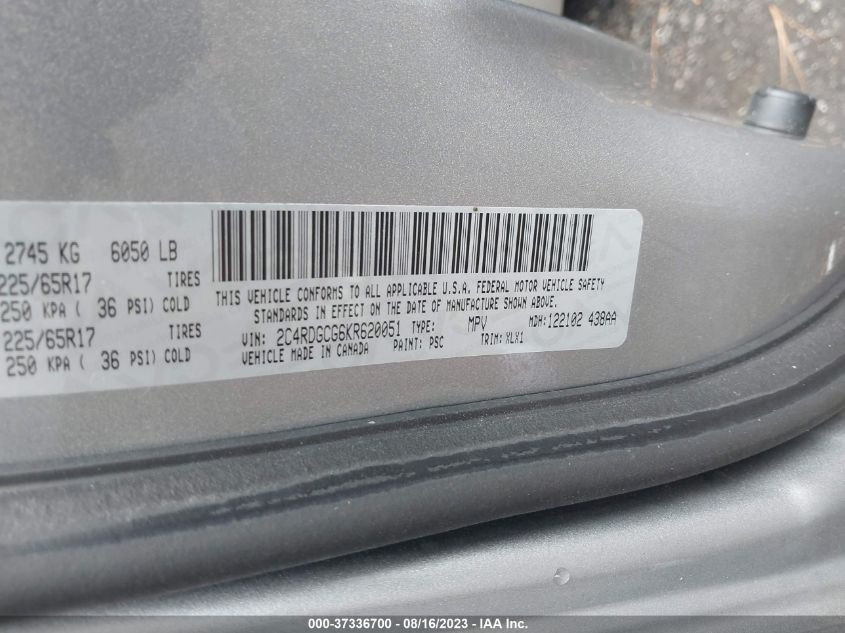 2745 KG 6050 LB
225/65R17 TIRES
250 KPA ( 36 PSI) COLD
225/65R17 TIRES
250 KPA ( 36 PSI) COLD
THIS VEHICLE CONFORMS TO ALL APPLICABLE U.S.A. FEDERAL MOTOR VEHICLE SAFETY
STANDARDS IN EFFECT ON THE DATE OF MANUFACTURE SHOWN ABOVE.
VIN: 2C4RDGCG6KR620051 TYPE: MPV MDH:122102 438AA
VEHICLE MADE IN CANADA PAINT: PSC TRIM: XLX1
000-37336700 - 08/16/2023 - IAA Inc.